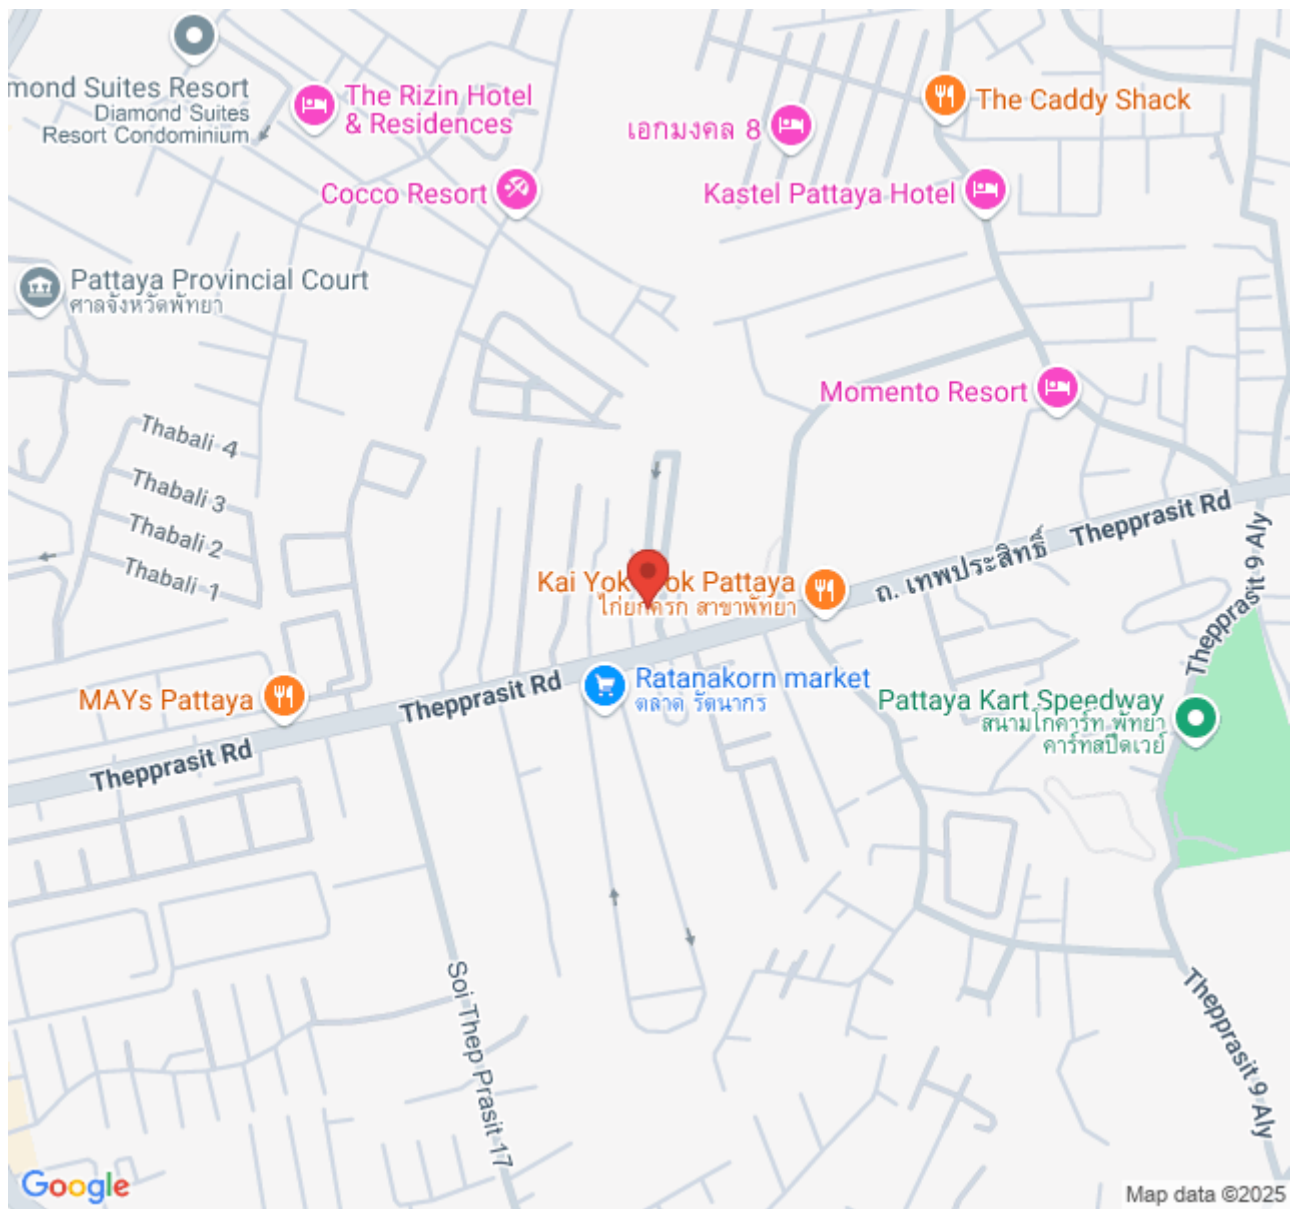 mond Suites Resort
Diamond Suites
Resort Condominium
The Rizin Hotel
& Residences
เอกมงคล 8
The Caddy Shack
Cocco Resort
Kastel Pattaya Hotel
Pattaya Provincial Court
ศาลจังหวัดพัทยา
Momento Resort
Thabali 4
Thabali 3
Thabali 2
Thabali 1
Thepprasit Rd
ถ. เทพประสิทธิ์
Thepprasit 9 Aly
Kai Yok ok Pattaya
สาขาพัทยา
Ratanakorn market
ตลาด รัตนากร
Thepprasit Rd
MAYs Pattaya
Thepprasit Rd
Pattaya Kart Speedway
สนามโกคาร์ท พัทยา
คาร์ทสปีดเวย์
Soi Thep Prasit 17
Thepprasit 9 Aly
Google
Map data ©2025